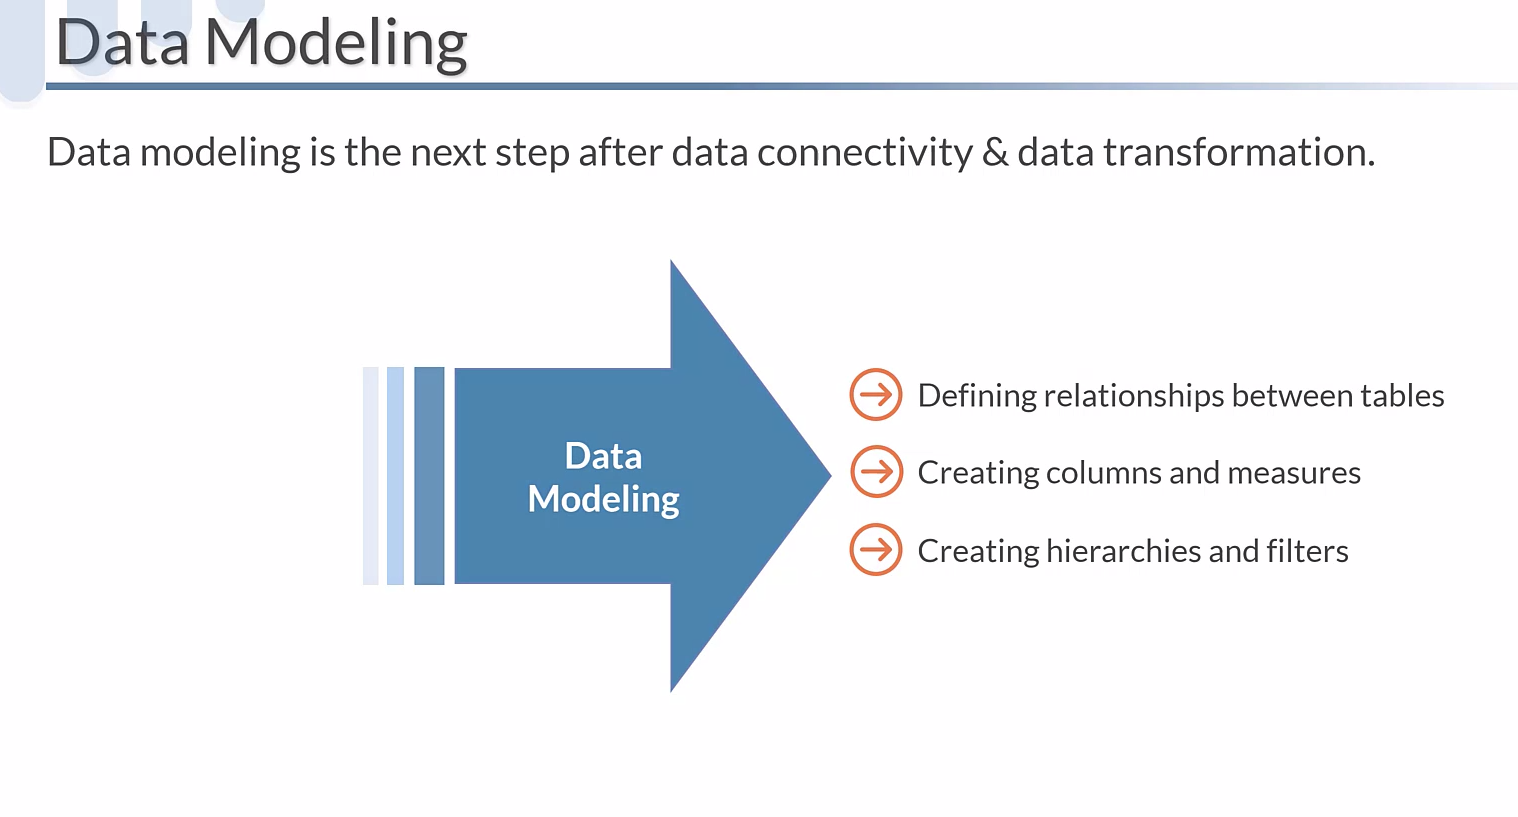 Data Modeling
Data modeling is the next step after data connectivity & data transformation.
Data
Modeling
Defining relationships between tables
Creating columns and measures
Creating hierarchies and filters